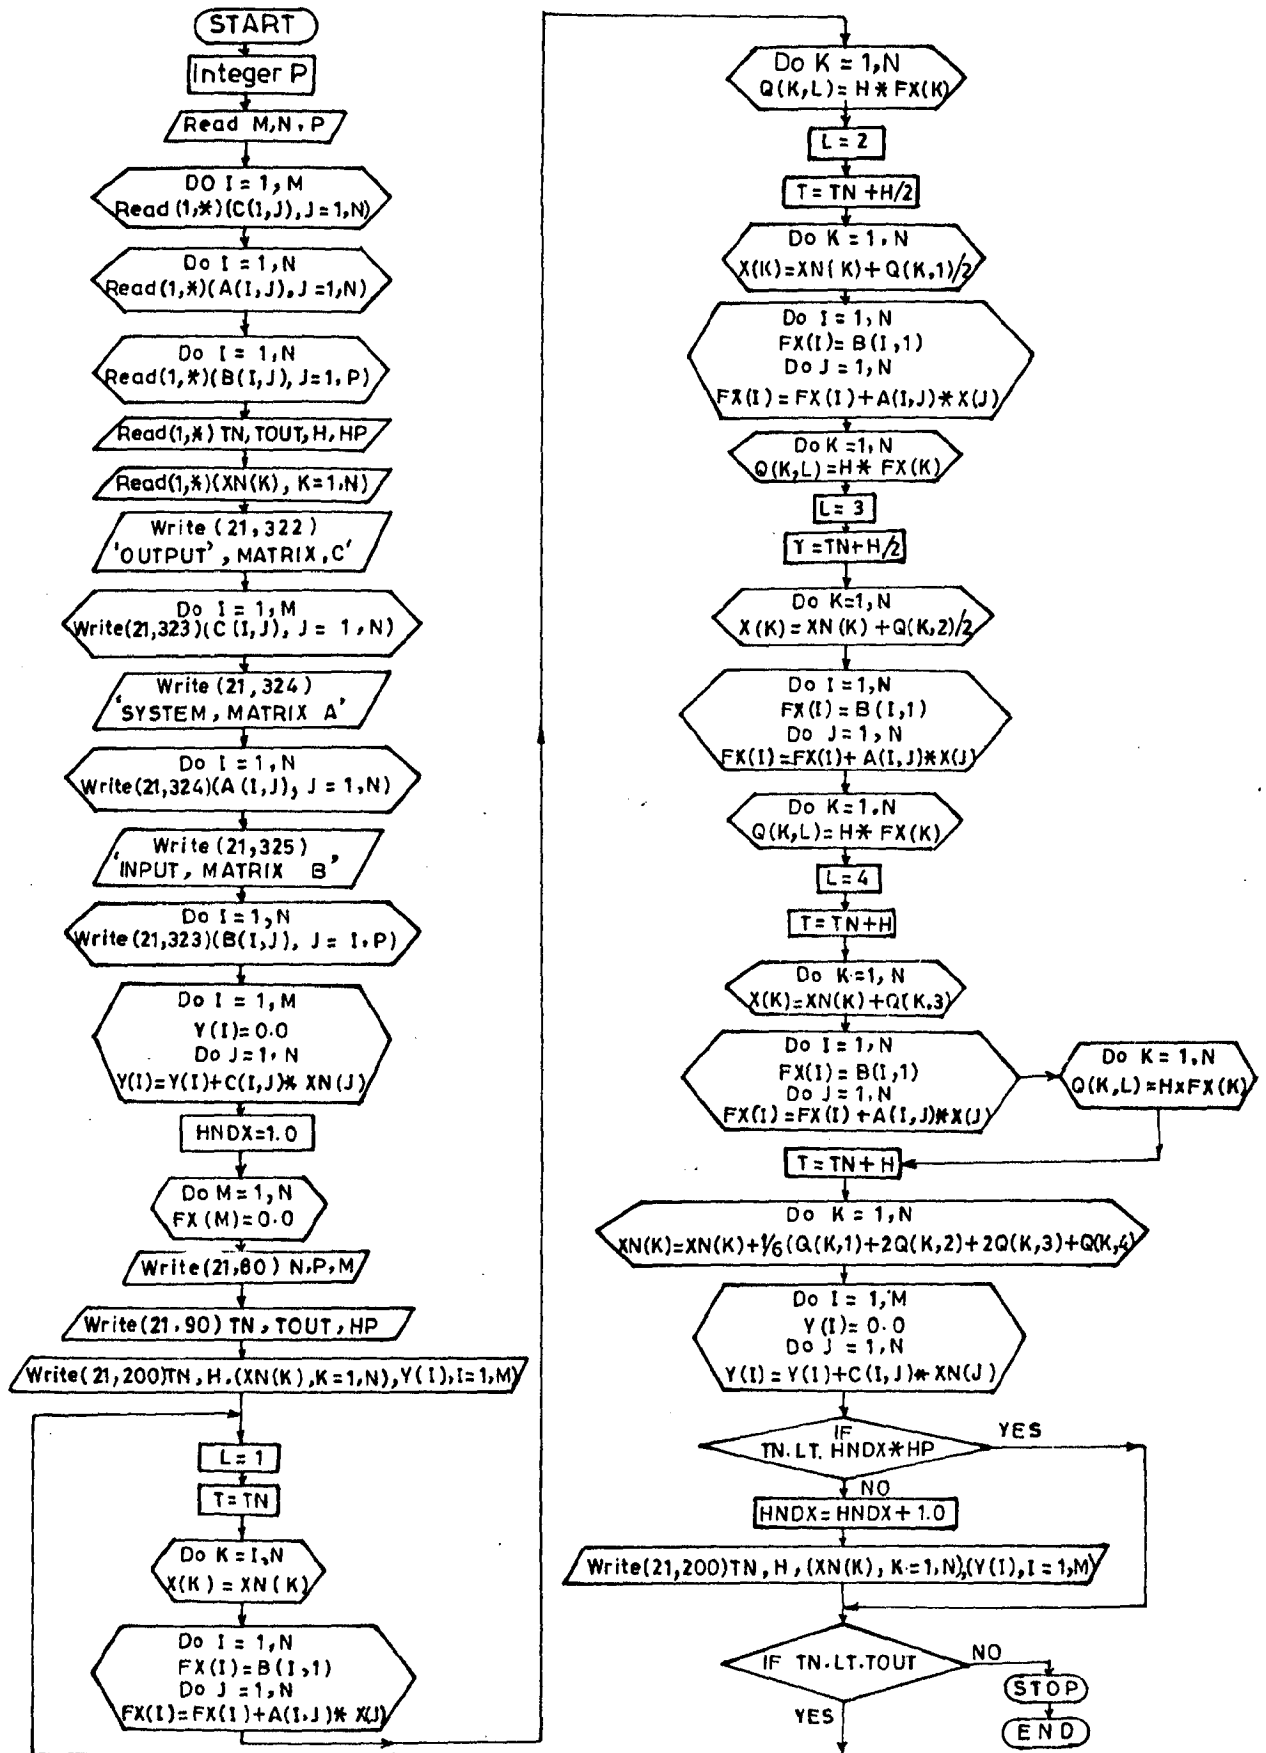 START
Integer P
Read M,N,P
DO I = 1, M
Read (1,*)(C(I,J), J=1,N)
Do I = 1,N
Read(1,*)(A(I,J),J=1,N)
Do I = 1,N
Read(1,*)(B(I,J), J=1,P)
Read(1,*) TN,TOUT,H,HP
Read(1,*)(XN(K), K=1,N)
Write (21,322)
'OUTPUT', MATRIX,C'
Do I = 1,M
Write(21,323)(C(I,J), J = 1,N)
Write (21,324)
'SYSTEM, MATRIX A'
Do I = 1,N
Write(21,324)(A(I,J), J = 1,N)
Write (21,325)
'INPUT, MATRIX B'
Do I = 1,N
Write(21,323)(B(I,J), J = I,P)
Do I = 1,M
Y(I)=0.0
Do J=1,N
Y(I)=Y(I)+C(I,J)* XN(J)
HNDX=1.0
Do M=1,N
FX(M)=0.0
Write(21,80) N,P,M
Write(21,90) TN,TOUT,HP
Write(21,200)TN,H,(XN(K),K=1,N),Y(I),I=1,M)
L=1
T=TN
Do K=I,N
X(K)=XN(K)
Do I = 1,N
FX(I)=B(I,1)
Do J=1,N
FX(I)=FX(I)+A(I,J)* X(J)
Do K = 1,N
Q(K,L)= H * FX(K)
L=2
T=TN +H/2
Do K = 1,N
X(K)=XN(K)+ Q(K,1)/2
Do I = 1,N
FX(I)= B(I,1)
Do J = 1,N
FX(I)=FX(I)+A(I,J)* X(J)
Do K=1,N
Q(K,L)=H* FX(K)
L=3
T=TN+H/2
Do K=1,N
X(K)=XN(K)+Q(K,2)/2
Do I=1,N
FX(I)=B(I,1)
Do J=1,N
FX(I)=FX(I)+ A(I,J)*X(J)
Do K=1,N
Q(K,L)=H* FX(K)
L=4
T=TN+H
Do K=1,N
X(K)=XN(K)+Q(K,3)
Do I=1,N
FX(I)=B(I,1)
Do J=1,N
FX(I)=FX(I)+A(I,J)*X(J)
Do K=1,N
Q(K,L)=HxFX(K)
T=TN+H
Do K = 1,N
XN(K)=XN(K)+1/6(Q(K,1)+2Q(K,2)+2Q(K,3)+Q(K,4)
Do I = 1,M
Y(I)= 0.0
Do J = 1,N
Y(I)=Y(I)+C(I,J)* XN(J)
IF
TN.LT. HNDX*HP
YES
NO
HNDX=HNDX+1.0
Write(21,200)TN,H,(XN(K), K=1,N),(Y(I),I=1,M)
IF TN.LT.TOUT
NO
STOP
YES
END